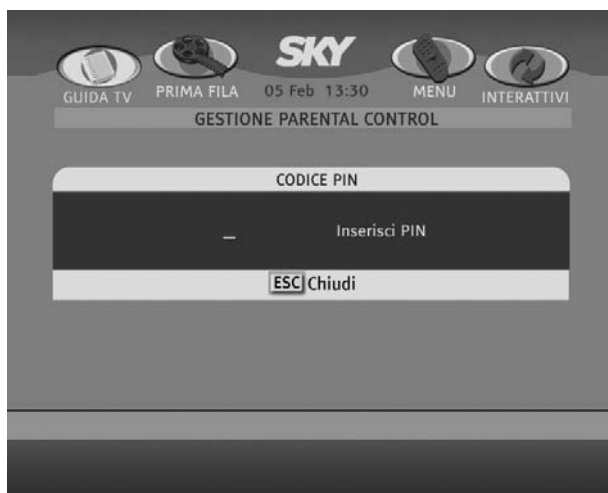 SKY
GUIDA TV
PRIMA FILA
05 Feb 13:30
MENU
INTERATTIVI
GESTIONE PARENTAL CONTROL
CODICE PIN
_ Inserisci PIN
ESC Chiudi